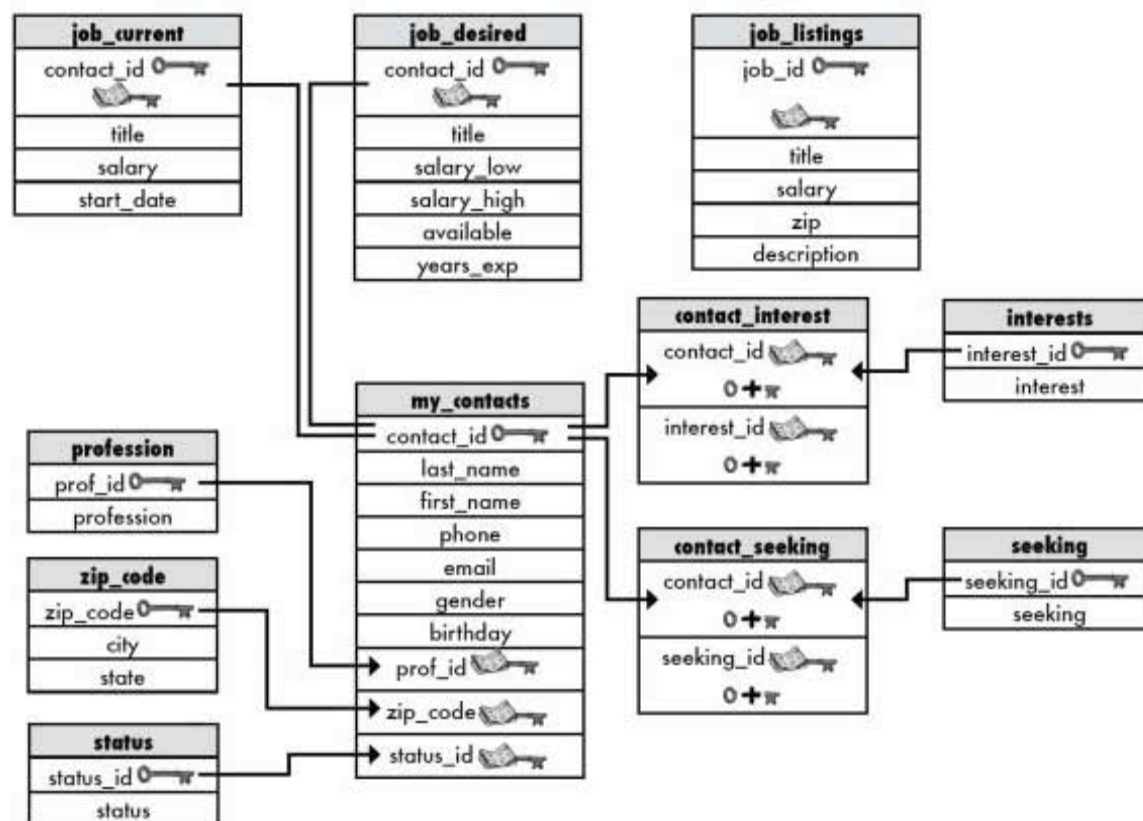 job_current
contact_id
title
salary
start_date
job_desired
contact_id
title
salary_low
salary_high
available
years_exp
job_listings
job_id
title
salary
zip
description
contact_interest
contact_id
interest_id
interests
interest_id
interest
my_contacts
contact_id
last_name
first_name
phone
email
gender
birthday
prof_id
zip_code
status_id
profession
prof_id
profession
zip_code
zip_code
city
state
status
status_id
status
contact_seeking
contact_id
seeking_id
seeking
seeking_id
seeking